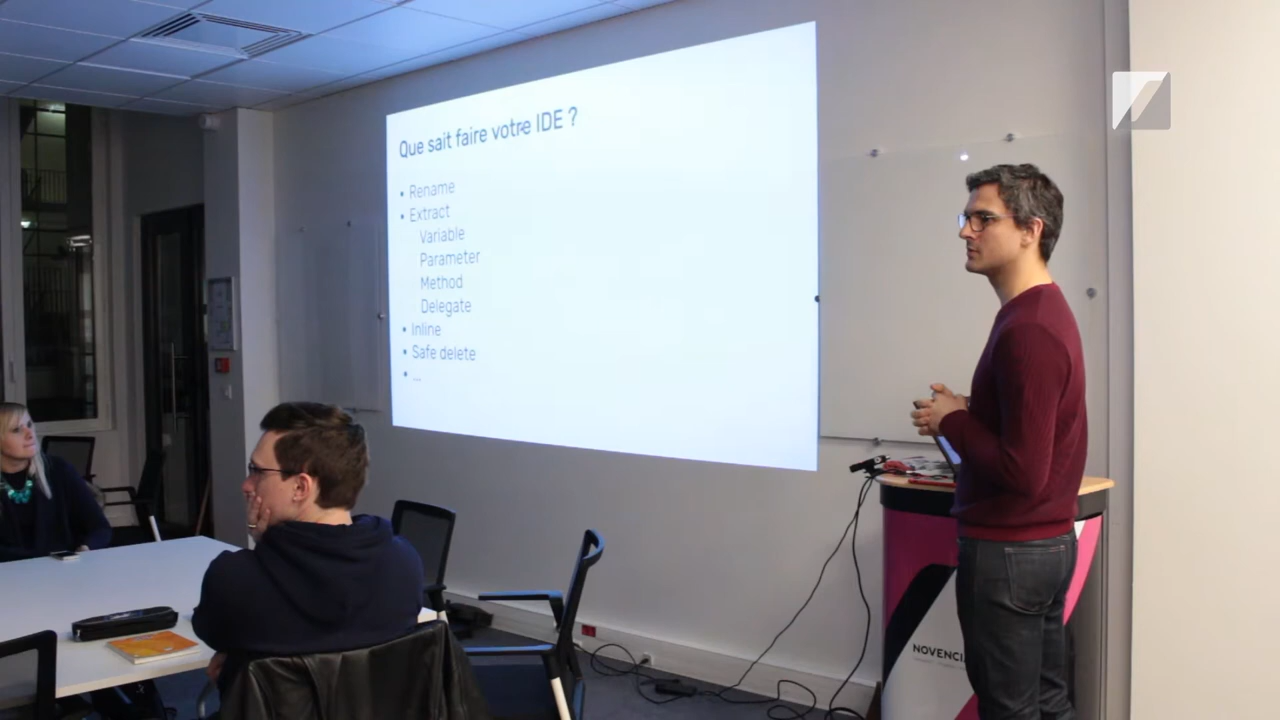 Que sait faire votre IDE ?
• Rename
• Extract
Variable
Parameter
Method
Delegate
• Inline
• Safe delete
• ...
NOVENCI